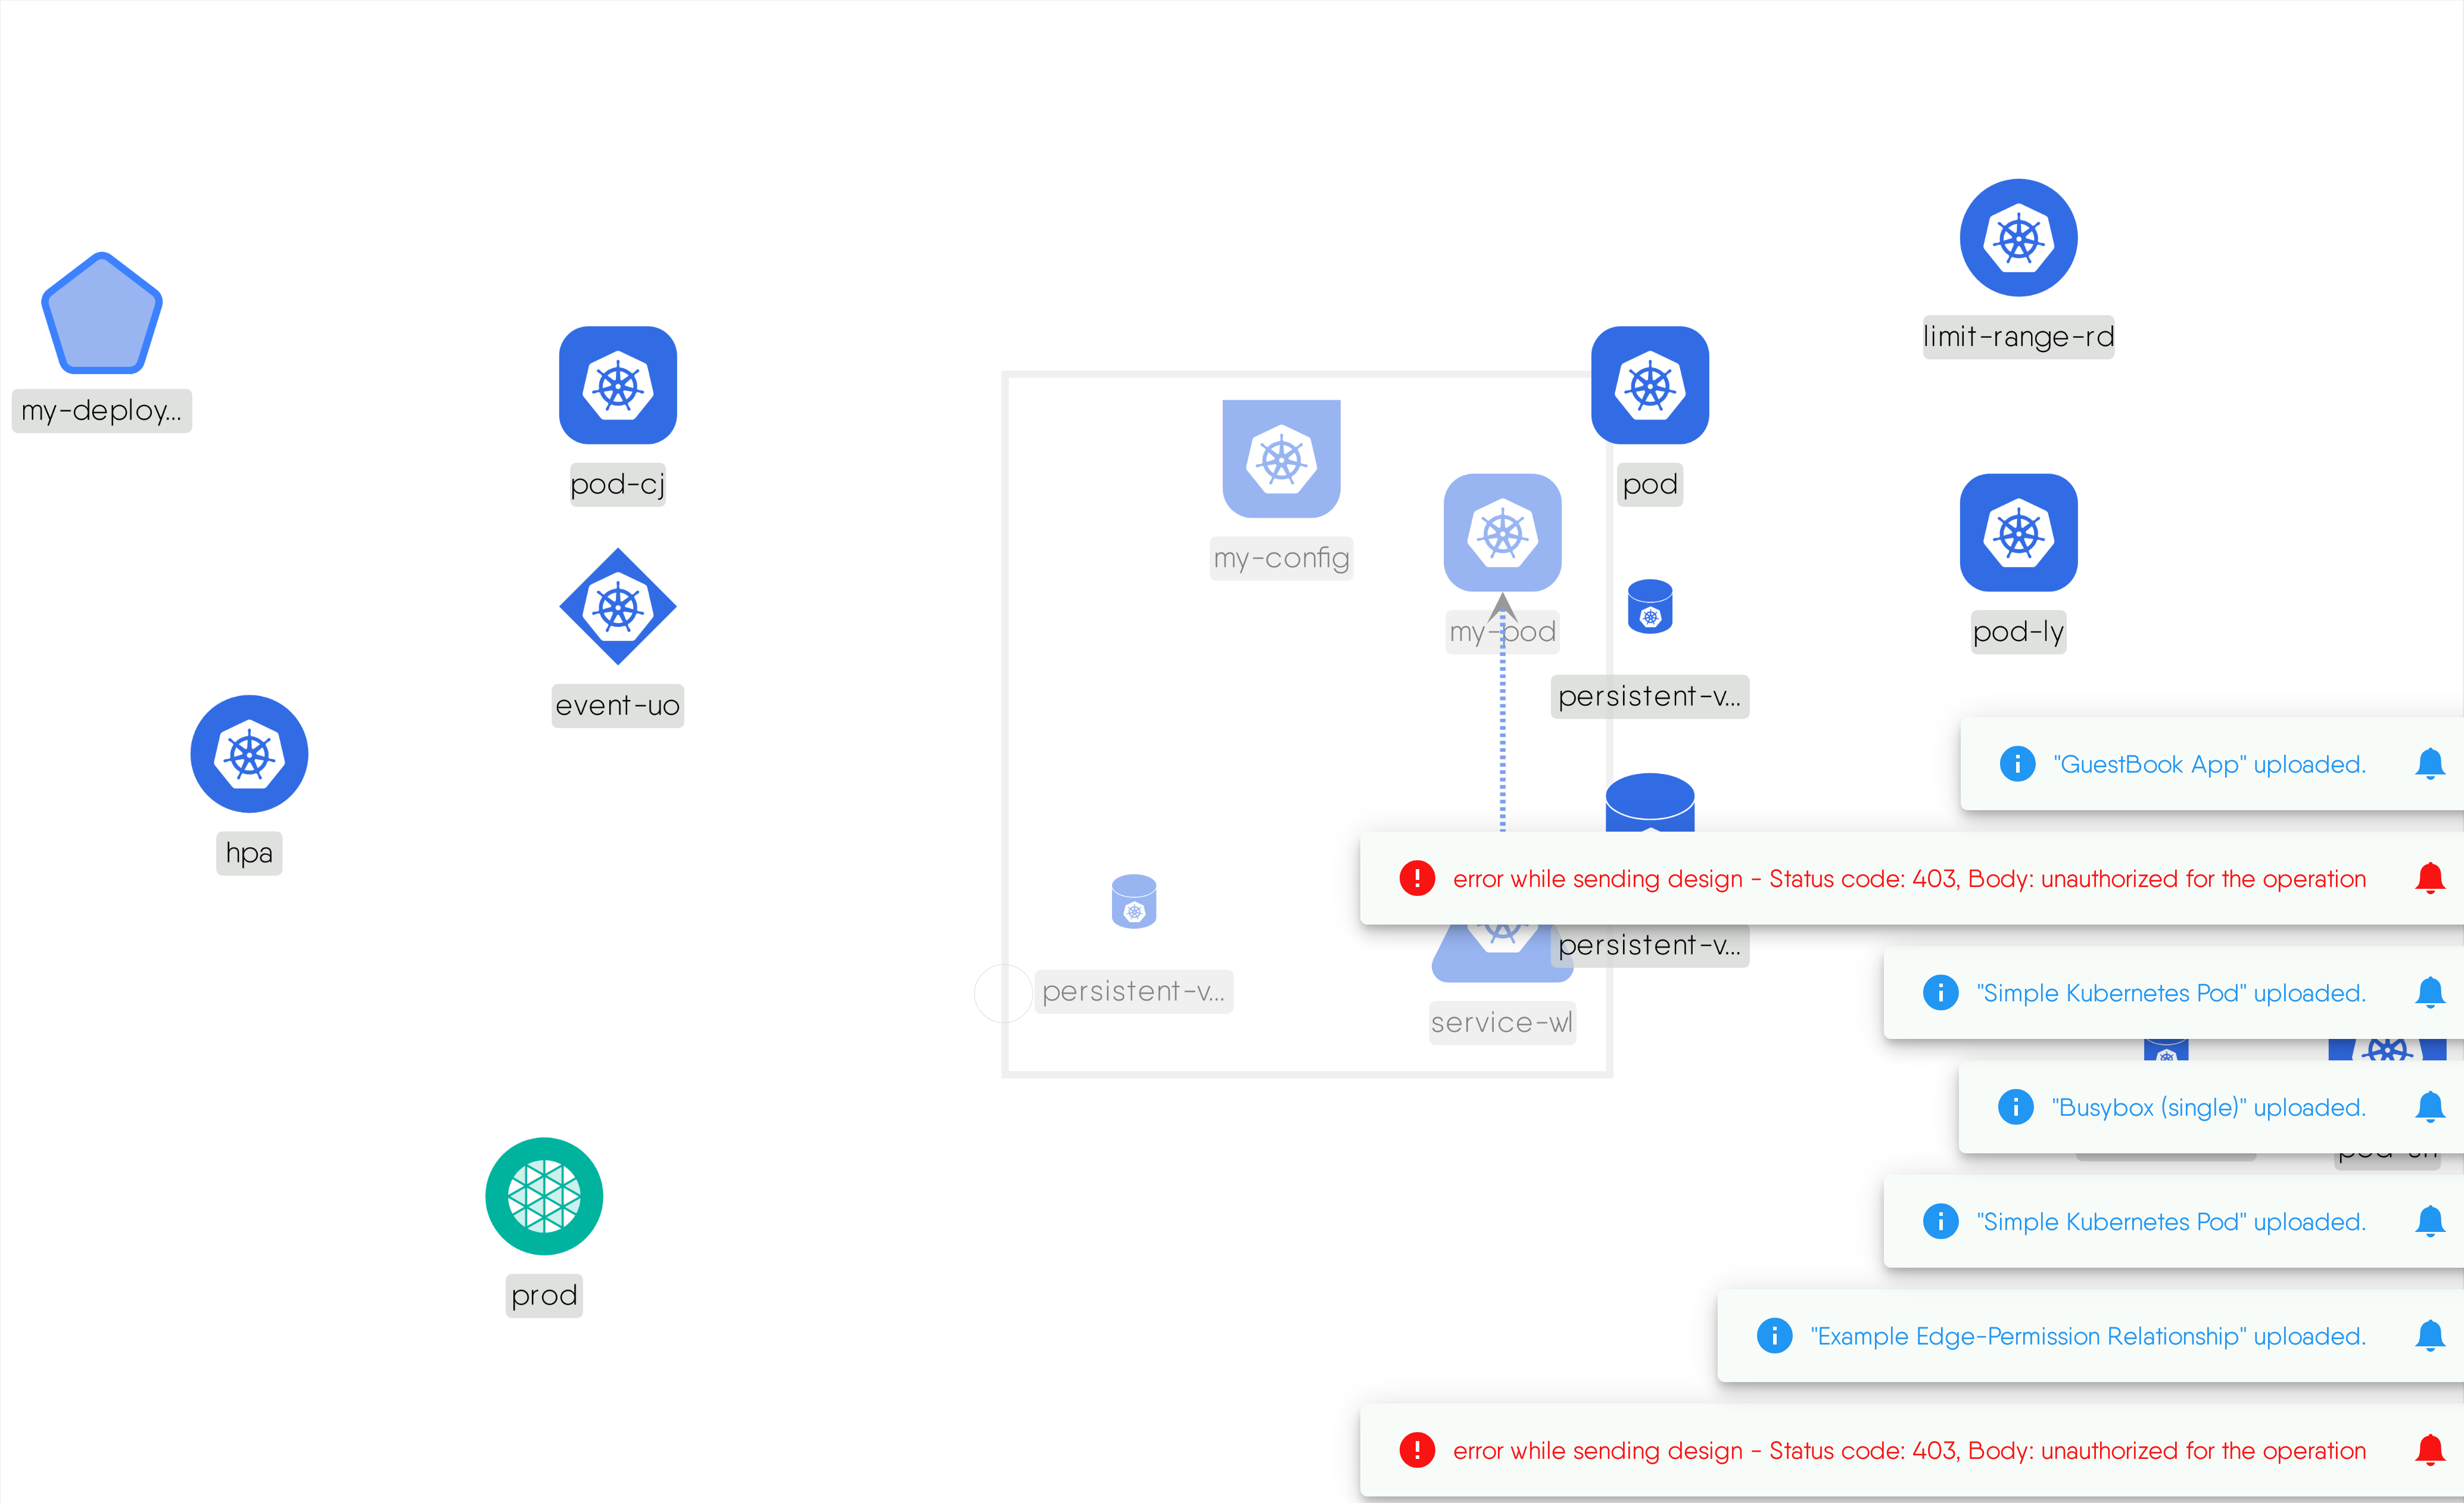 limit-range-rd
my-deploy...
pod-cj
pod
my-config
my-pod
pod-ly
persistent-v...
event-uo
"GuestBook App" uploaded.
hpa
error while sending design - Status code: 403, Body: unauthorized for the operation
persistent-v...
persistent-v...
"Simple Kubernetes Pod" uploaded.
service-wl
"Busybox (single)" uploaded.
"Simple Kubernetes Pod" uploaded.
prod
"Example Edge-Permission Relationship" uploaded.
error while sending design - Status code: 403, Body: unauthorized for the operation